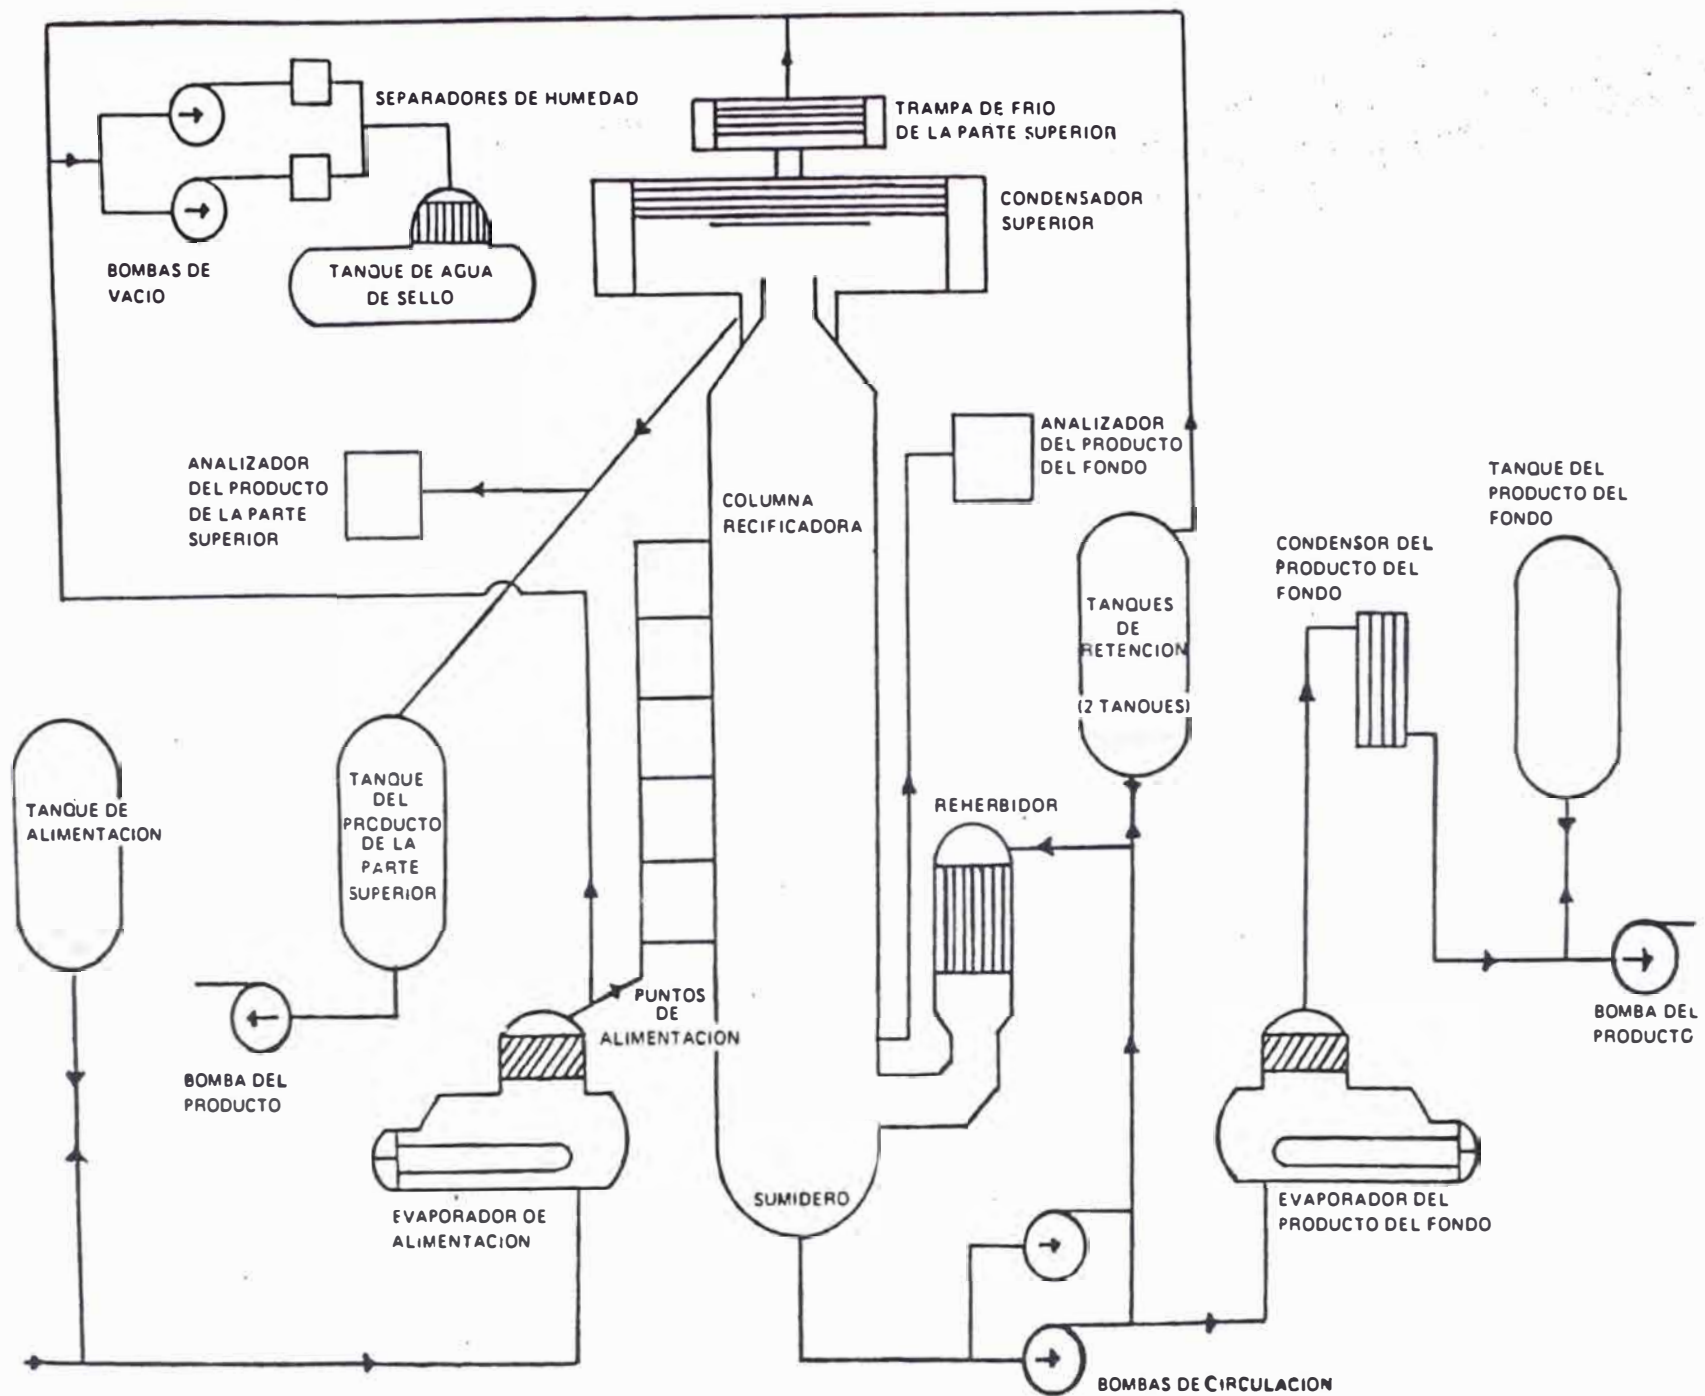 SEPARADORES DE HUMEDAD
TRAMPA DE FRIO
DE LA PARTE SUPERIOR
CONDENSADOR
SUPERIOR
BOMBAS DE
VACIO
TANQUE DE AGUA
DE SELLO
ANALIZADOR
DEL PRODUCTO
DE LA PARTE
SUPERIOR
COLUMNA
RECIFICADORA
ANALIZADOR
DEL PRODUCTO
DEL FONDO
TANQUE DEL
PRODUCTO DEL
FONDO
CONDENSOR DEL
PRODUCTO DEL
FONDO
TANQUES
DE
RETENCION
(2 TANQUES)
TANQUE DE
ALIMENTACION
TANQUE
DEL
PRODUCTO
DE LA
PARTE
SUPERIOR
REHERBIDOR
PUNTOS
DE
ALIMENTACION
BOMBA DEL
PRODUCTO
BOMBA DEL
PRODUCTO
SUMIDERO
EVAPORADOR DE
ALIMENTACION
EVAPORADOR DEL
PRODUCTO DEL FONDO
BOMBAS DE CIRCULACION